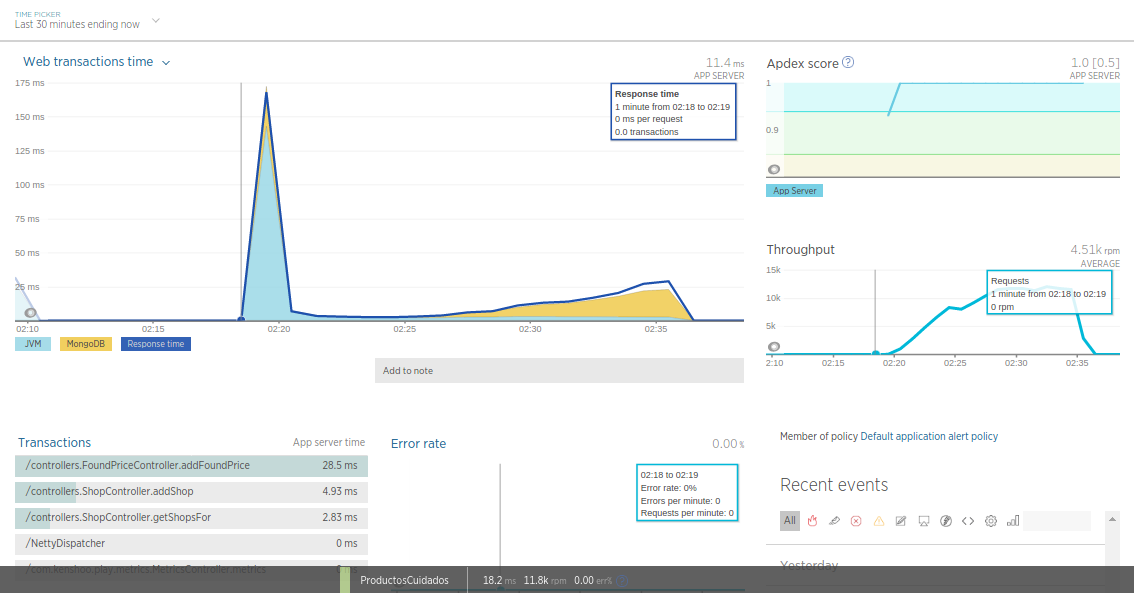 TIME PICKER
Last 30 minutes ending now
Web transactions time
11.4 ms
APP SERVER
175 ms
150 ms
125 ms
100 ms
75 ms
50 ms
25 ms
Response time
1 minute from 02:18 to 02:19
0 ms per request
0.0 transactions
02:10 02:15 02:20 02:25 02:30 02:35
JVM MongoDB Response time
Add to note
Apdex score ?
1.0 [0.5]
APP SERVER
1
0.9
App Server
Throughput
4.51k rpm
AVERAGE
15k
10k
5k
Requests
1 minute from 02:18 to 02:19
0 rpm
2:10 02:15 02:20 02:25 02:30 02:35
Transactions App server time
/controllers.FoundPriceController.addFoundPrice 28.5 ms
/controllers.ShopController.addShop 4.93 ms
/controllers.ShopController.getShopsFor 2.83 ms
/NettyDispatcher 0 ms
/com.kenshoo.play.metrics.MetricsController.metrics 0 ms
Error rate 0.00 %
02:18 to 02:19
Error rate: 0%
Errors per minute: 0
Requests per minute: 0
Member of policy Default application alert policy
Recent events
All
Yesterday
ProductosCuidados 18.2 ms 11.8k rpm 0.00 err% ?